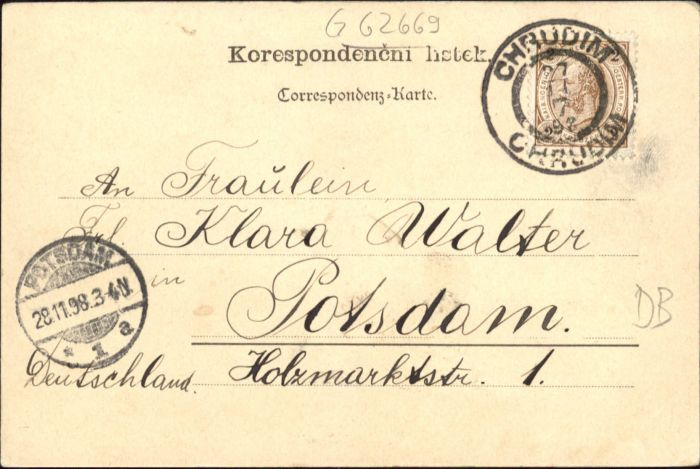 G 62669
Korespondenční lístek.
Correspondenz-Karte.
CHRUDIM
CHRUDIM
An Fräulein
Frl. Klara Walter
in
Potsdam.
Holzmarktstr. 1.
Deutschland.
POTSDAM
28.11.98.3-4N.
* 1 a
DB